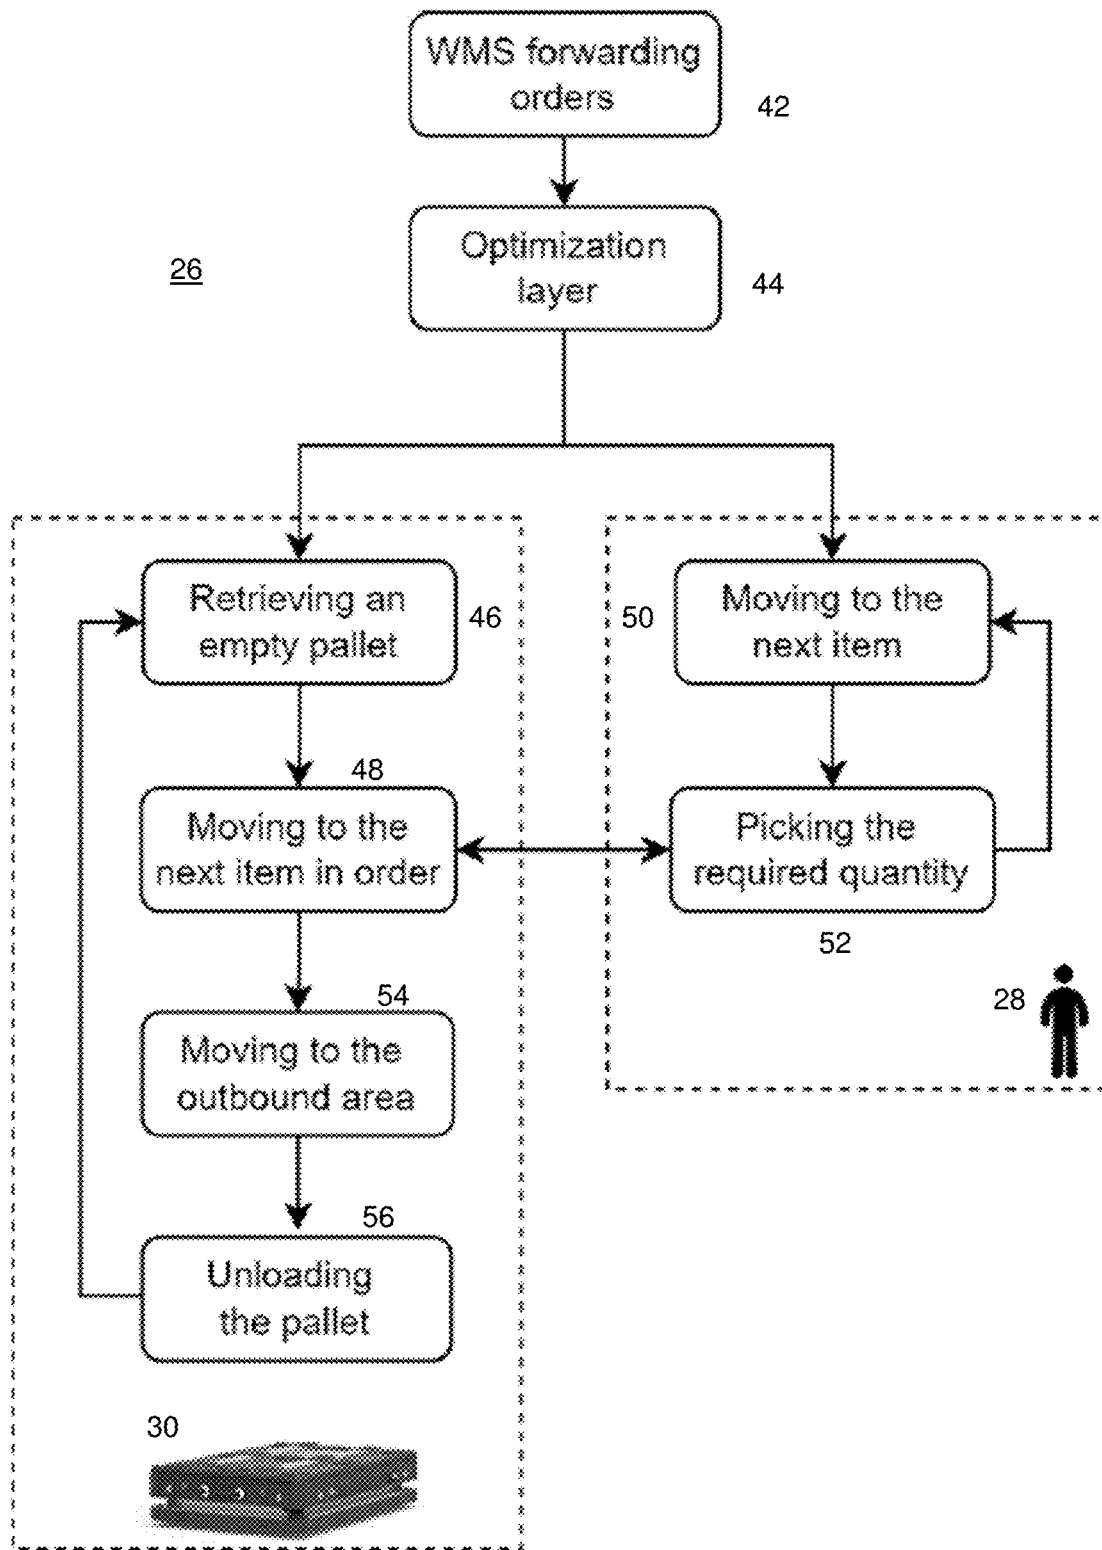 WMS forwarding
orders
42
Optimization
layer
44
26
Retrieving an
empty pallet
46
50
Moving to the
next item
48
Moving to the
next item in order
Picking the
required quantity
52
54
Moving to the
outbound area
28
56
Unloading
the pallet
30